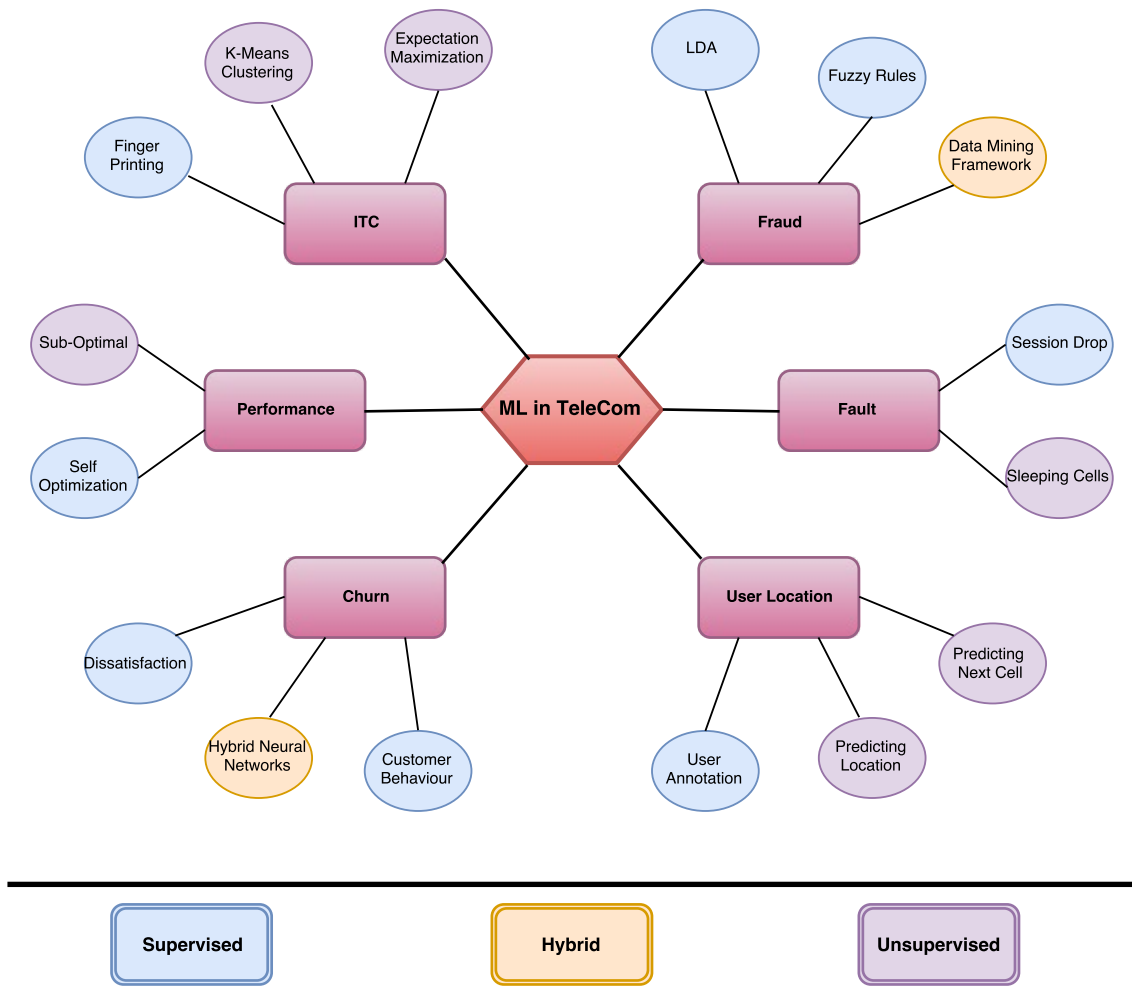 K-Means
Clustering
Expectation
Maximization
LDA
Fuzzy Rules
Finger
Printing
Data Mining
Framework
ITC
Fraud
Sub-Optimal
Session Drop
Performance
ML in TeleCom
Fault
Self
Optimization
Sleeping Cells
Churn
User Location
Dissatisfaction
Predicting
Next Cell
Hybrid Neural
Networks
Customer
Behaviour
User
Annotation
Predicting
Location
Supervised
Hybrid
Unsupervised